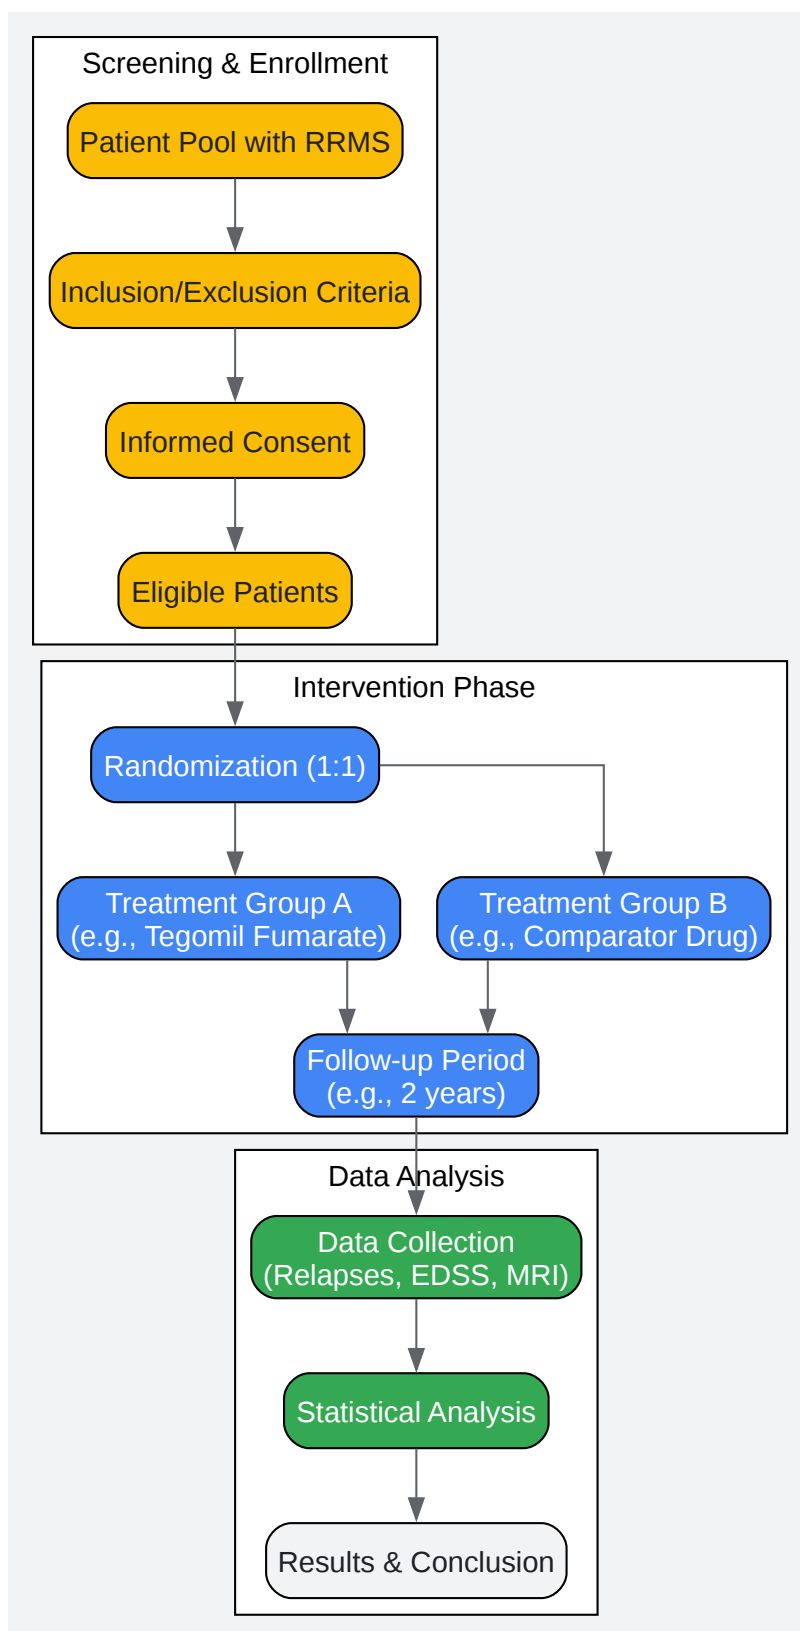 Screening & Enrollment
Patient Pool with RRMS
Inclusion/Exclusion Criteria
Informed Consent
Eligible Patients
Intervention Phase
Randomization (1:1)
Treatment Group A
(e.g., Tegomil Fumarate)
Treatment Group B
(e.g., Comparator Drug)
Follow-up Period
(e.g., 2 years)
Data Analysis
Data Collection
(Relapses, EDSS, MRI)
Statistical Analysis
Results & Conclusion